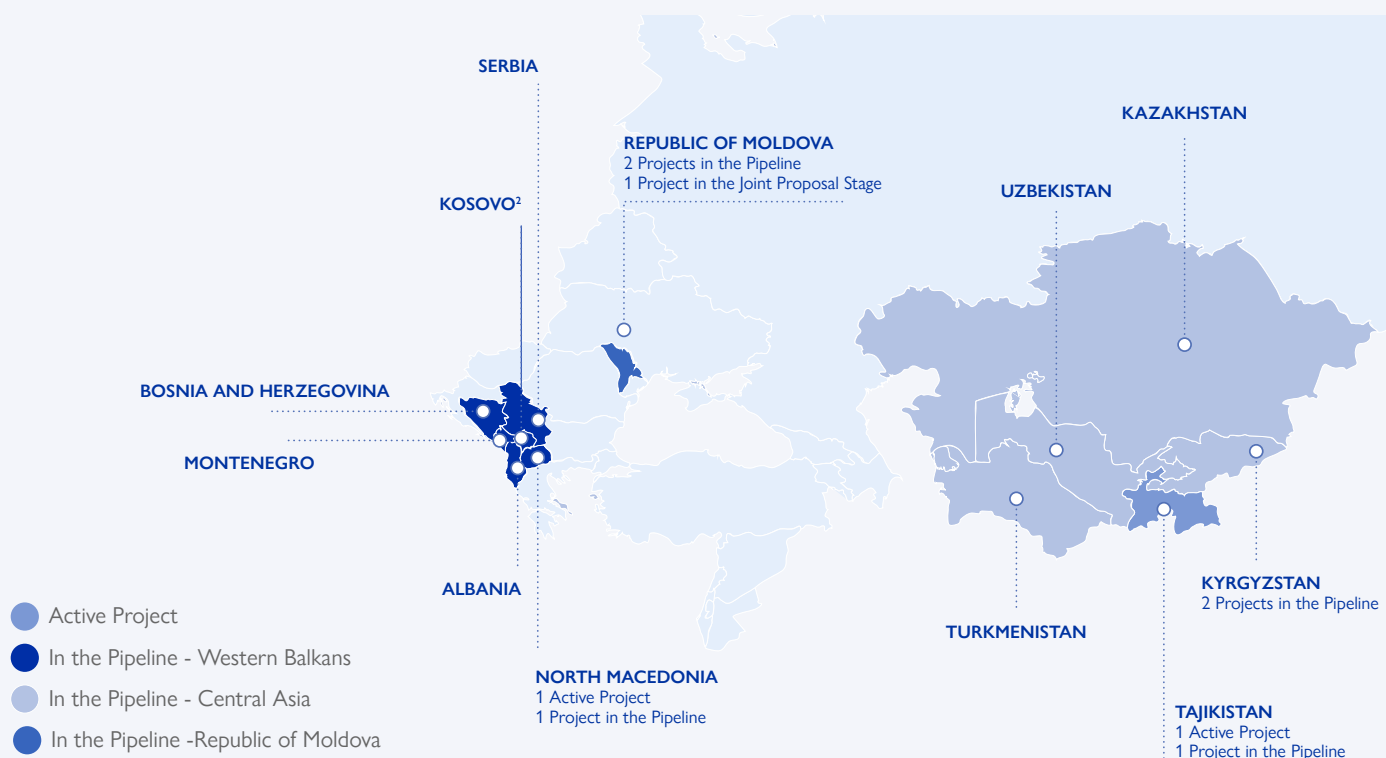 SERBIA
KAZAKHSTAN
REPUBLIC OF MOLDOVA
2 Projects in the Pipeline
1 Project in the Joint Proposal Stage
UZBEKISTAN
KOSOVO²
BOSNIA AND HERZEGOVINA
MONTENEGRO
ALBANIA
KYRGYZSTAN
2 Projects in the Pipeline
TURKMENISTAN
NORTH MACEDONIA
1 Active Project
1 Project in the Pipeline
TAJIKISTAN
1 Active Project
1 Project in the Pipeline
Active Project
In the Pipeline - Western Balkans
In the Pipeline - Central Asia
In the Pipeline -Republic of Moldova